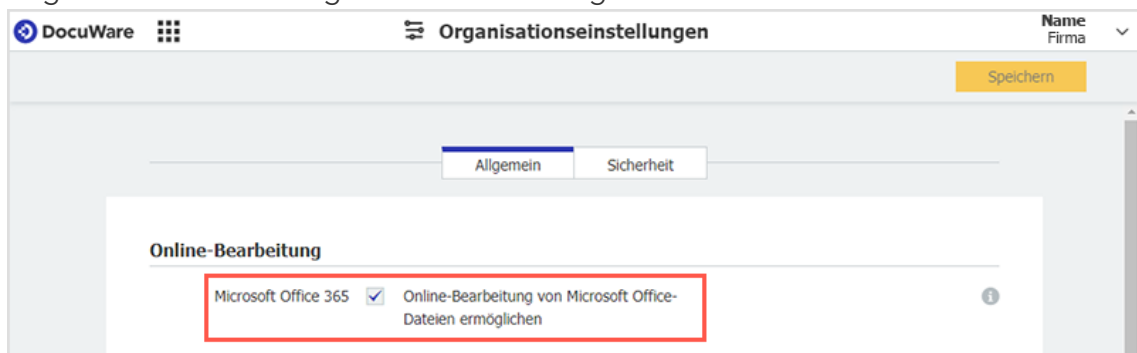 DocuWare
Organisationseinstellungen
Name
Firma
Speichern
Allgemein
Sicherheit
Online-Bearbeitung
Microsoft Office 365
Online-Bearbeitung von Microsoft Office-
Dateien ermöglichen